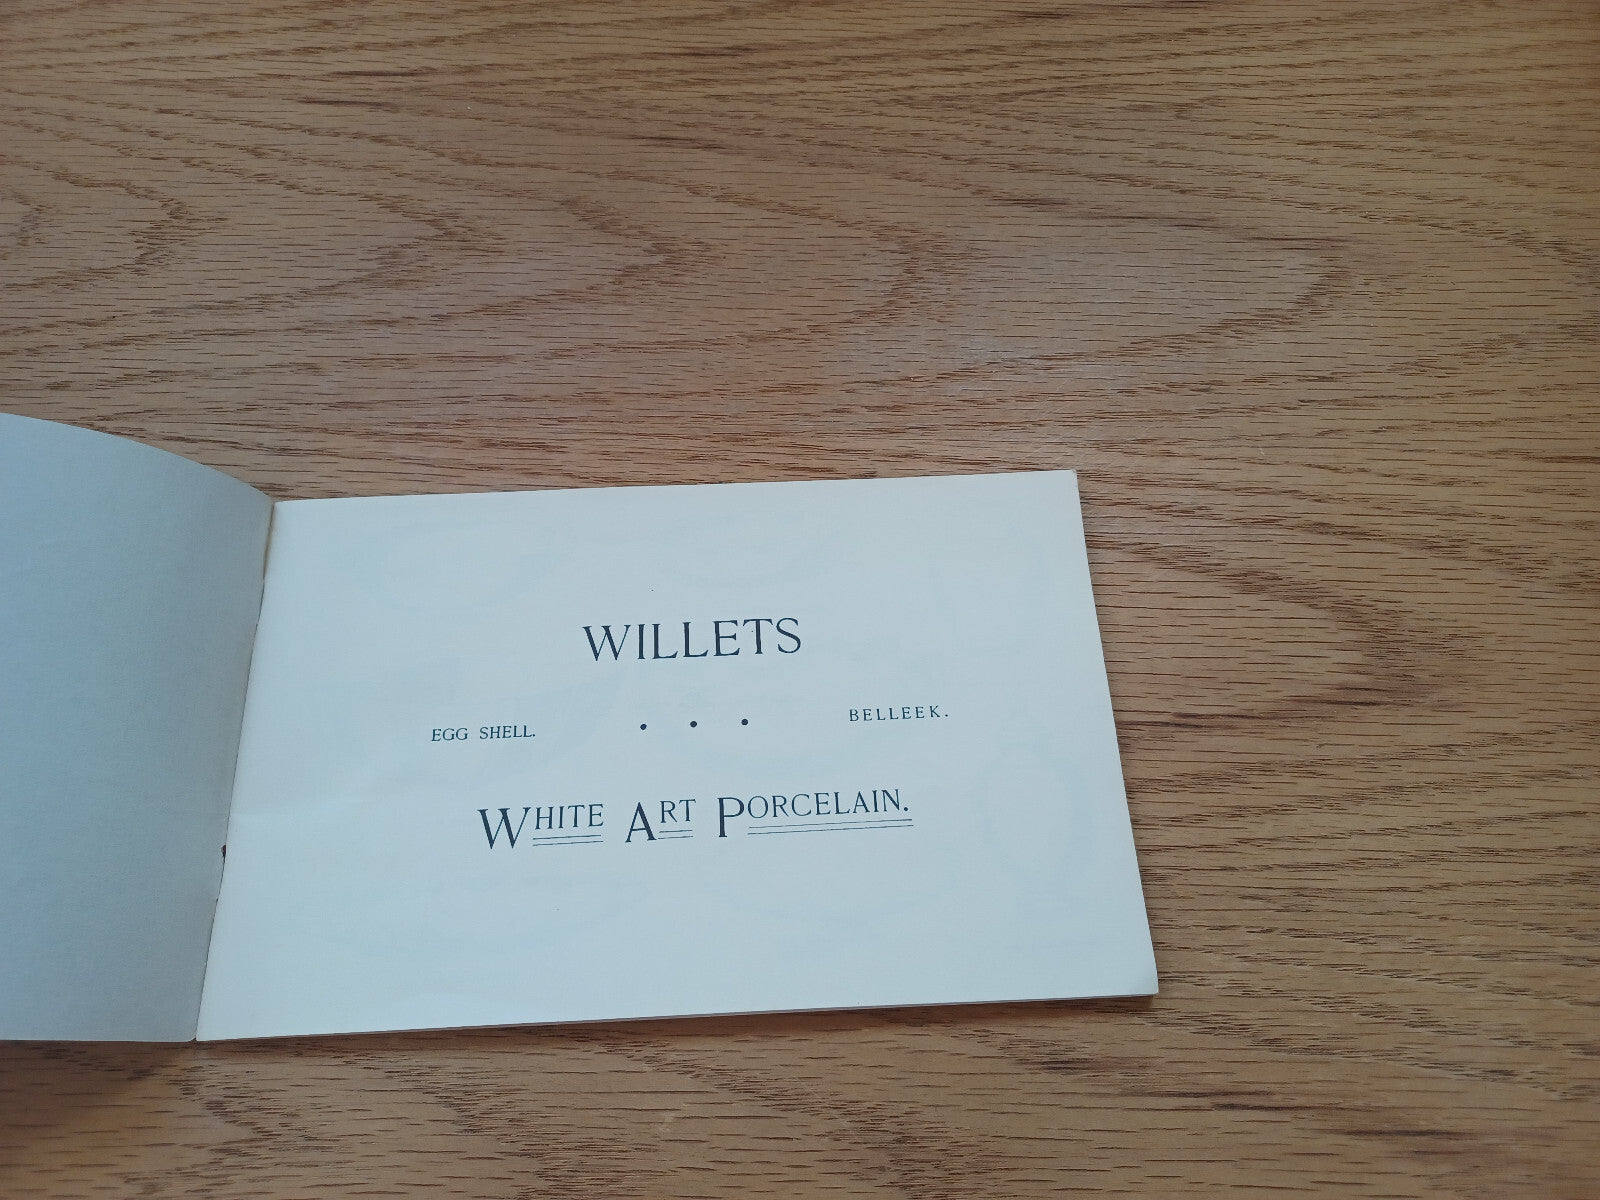 WILLETS
EGG SHELL. • • • BELLEEK.
WHITE ART PORCELAIN.